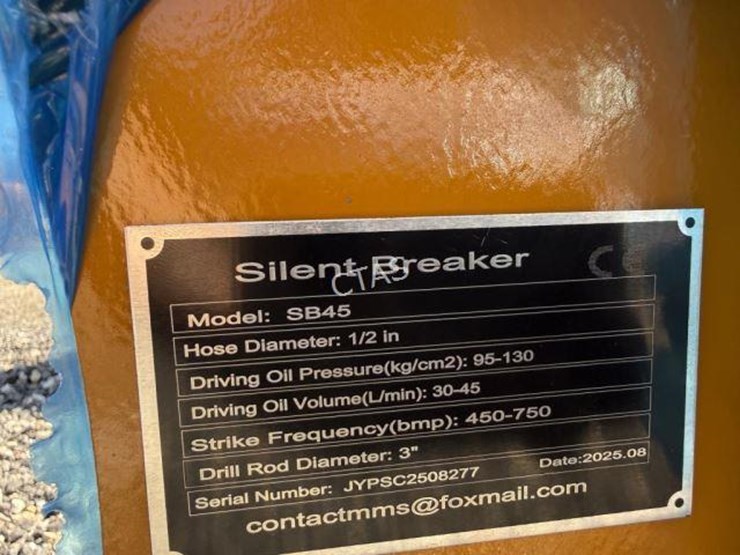 Silent Breaker
CTAS
CE
Model: SB45
Hose Diameter: 1/2 in
Driving Oil Pressure(kg/cm2): 95-130
Driving Oil Volume(L/min): 30-45
Strike Frequency(bmp): 450-750
Drill Rod Diameter: 3"
Serial Number: JYPSC2508277 Date:2025.08
contactmms@foxmail.com